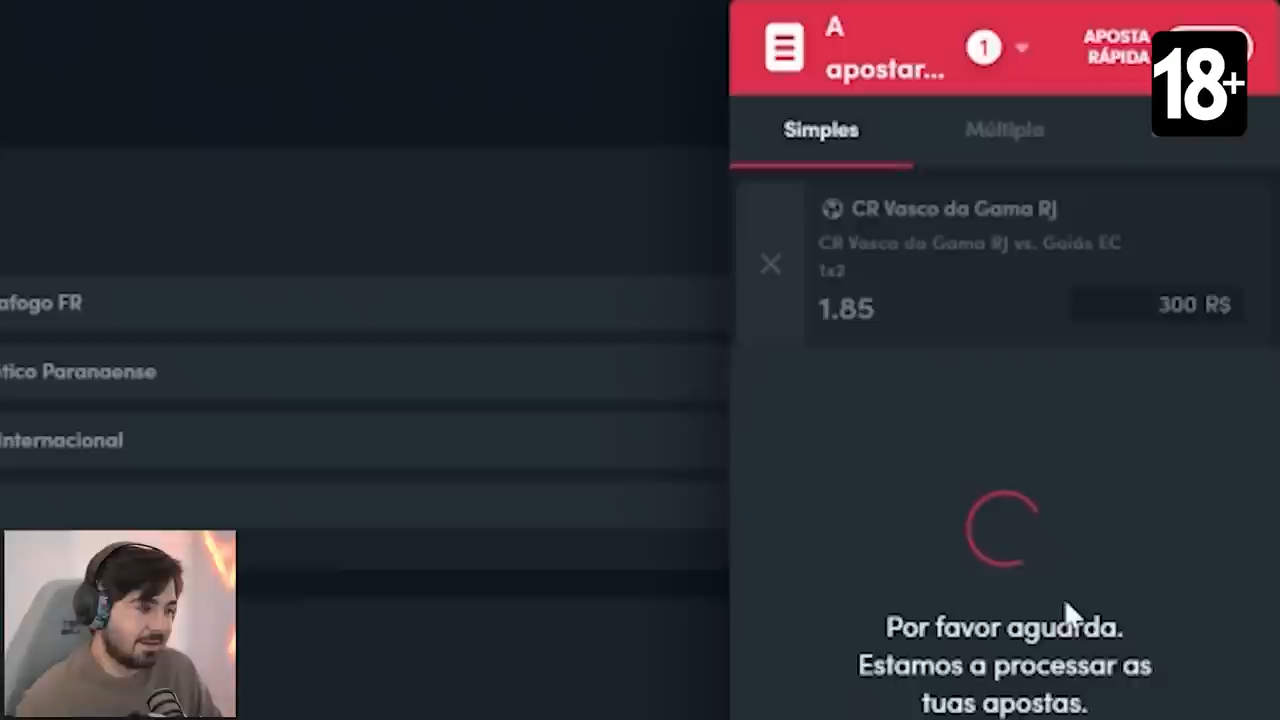 A
apostar...
1
APOSTA
RÁPIDA
18+
Simples
Múltipla
CR Vasco da Gama RJ
CR Vasco da Gama RJ vs. Goiás EC
1x2
1.85
300 R$
afogo FR
tico Paranaense
Internacional
Por favor aguarda.
Estamos a processar as
tuas apostas.